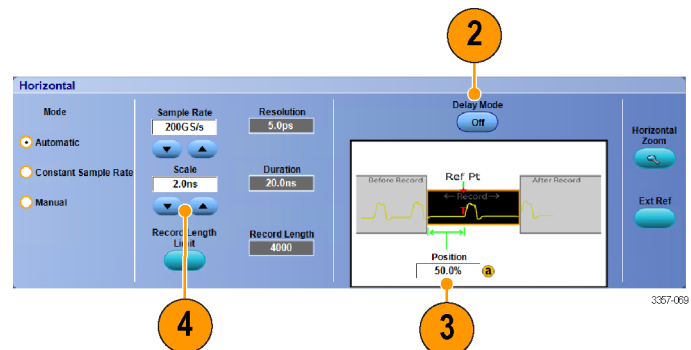 2
Horizontal
Mode
Automatic
Constant Sample Rate
Manual
Sample Rate
200GS/s
Scale
2.0ns
Record Length
Limit
Resolution
5.0ps
Duration
20.0ns
Record Length
4000
Delay Mode
Off
Before Record
Ref Pt
Record
After Record
T
Position
50.0%
a
Horizontal
Zoom
Ext Ref
3357-069
4
3